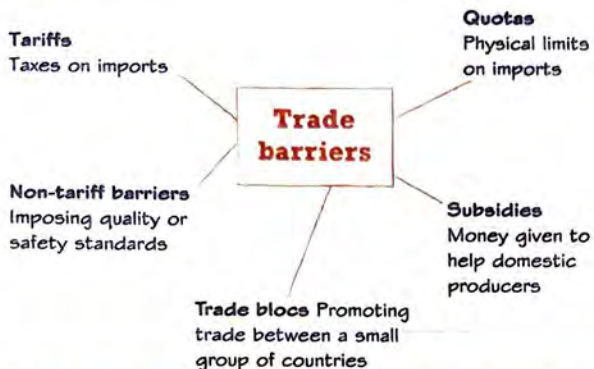 Tariffs
Taxes on imports
Quotas
Physical limits
on imports
Trade
barriers
Non-tariff barriers
Imposing quality or
safety standards
Subsidies
Money given to
help domestic
producers
Trade blocs Promoting
trade between a small
group of countries